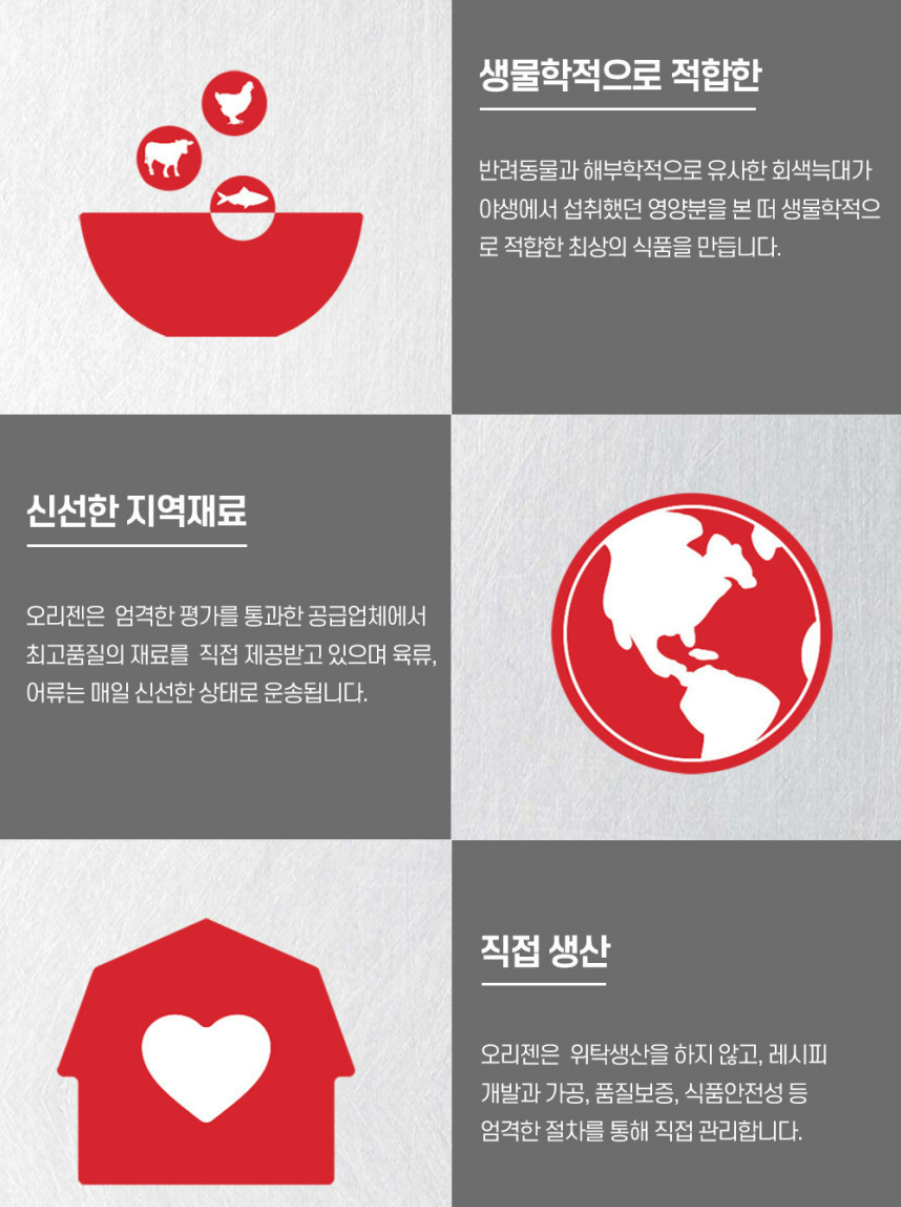 생물학적으로 적합한
반려동물과 해부학적으로 유사한 회색늑대가
야생에서 섭취했던 영양분을 본 떠 생물학적으
로 적합한 최상의 식품을 만듭니다.
신선한 지역재료
오리젠은 엄격한 평가를 통과한 공급업체에서
최고품질의 재료를 직접 제공받고 있으며 육류,
어류는 매일 신선한 상태로 운송됩니다.
직접 생산
오리젠은 위탁생산을 하지 않고, 레시피
개발과 가공, 품질보증, 식품안전성 등
엄격한 절차를 통해 직접 관리합니다.